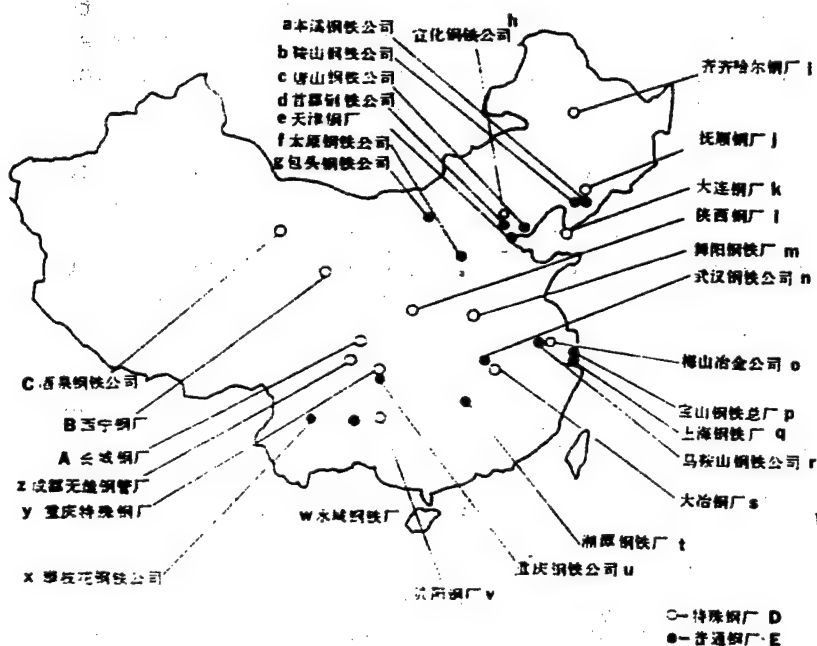 a本溪钢铁公司
b鞍山钢铁公司
c唐山钢铁公司
d首都钢铁公司
e天津钢厂
f太原钢铁公司
g包头钢铁公司
宣化钢铁公司 h
齐齐哈尔钢厂 i
抚顺钢厂 j
大连钢厂 k
陕西钢厂 l
舞阳钢铁厂 m
武汉钢铁公司 n
梅山冶金公司 o
宝山钢铁总厂 p
上海钢铁厂 q
马鞍山钢铁公司 r
大冶钢厂 s
湘潭钢铁厂 t
重庆钢铁公司 u
贵阳钢厂 v
w水城钢铁厂
x 攀枝花钢铁公司
y 重庆特殊钢厂
z 成都无缝钢管厂
A 长城钢厂
B西宁钢厂
C酒泉钢铁公司
○-特殊钢厂 D
●-普通钢厂·E